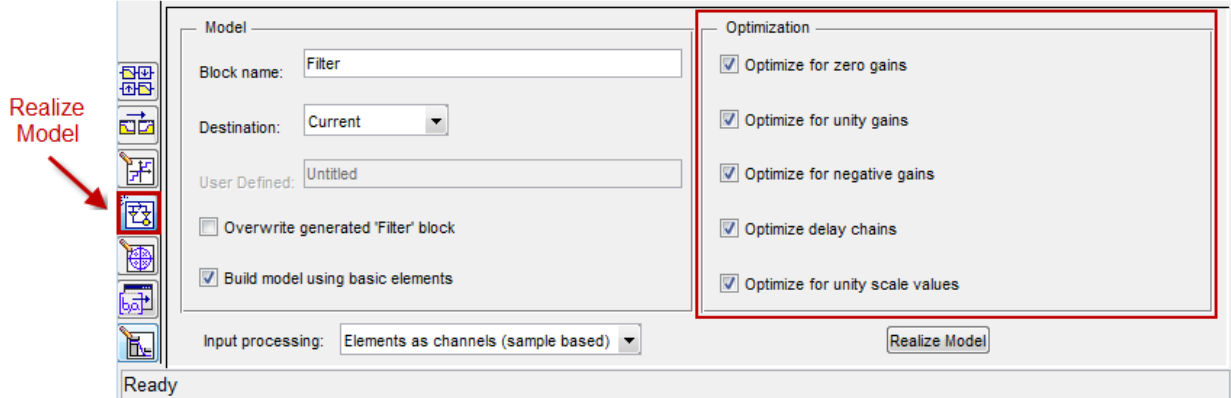 Model
Optimization
Block name: Filter
Optimize for zero gains
Realize
Model
Destination: Current
Optimize for unity gains
User Defined: Untitled
Optimize for negative gains
Overwrite generated 'Filter' block
Optimize delay chains
Build model using basic elements
Optimize for unity scale values
Input processing: Elements as channels (sample based)
Realize Model
Ready